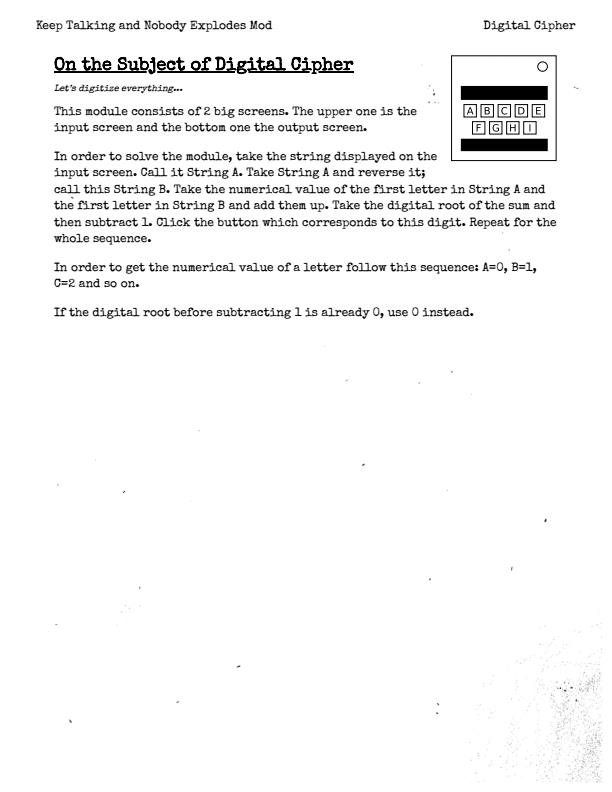 Keep Talking and Nobody Explodes Mod
Digital Cipher
On the Subject of Digital Cipher
Let's digitize everything...
This module consists of 2 big screens. The upper one is the
input screen and the bottom one the output screen.
A B C D E
F G H I
In order to solve the module, take the string displayed on the
input screen. Call it String A. Take String A and reverse it;
call this String B. Take the numerical value of the first letter in String A and
the first letter in String B and add them up. Take the digital root of the sum and
then subtract 1. Click the button which corresponds to this digit. Repeat for the
whole sequence.
In order to get the numerical value of a letter follow this sequence: A=0, B=1,
C=2 and so on.
If the digital root before subtracting 1 is already 0, use 0 instead.